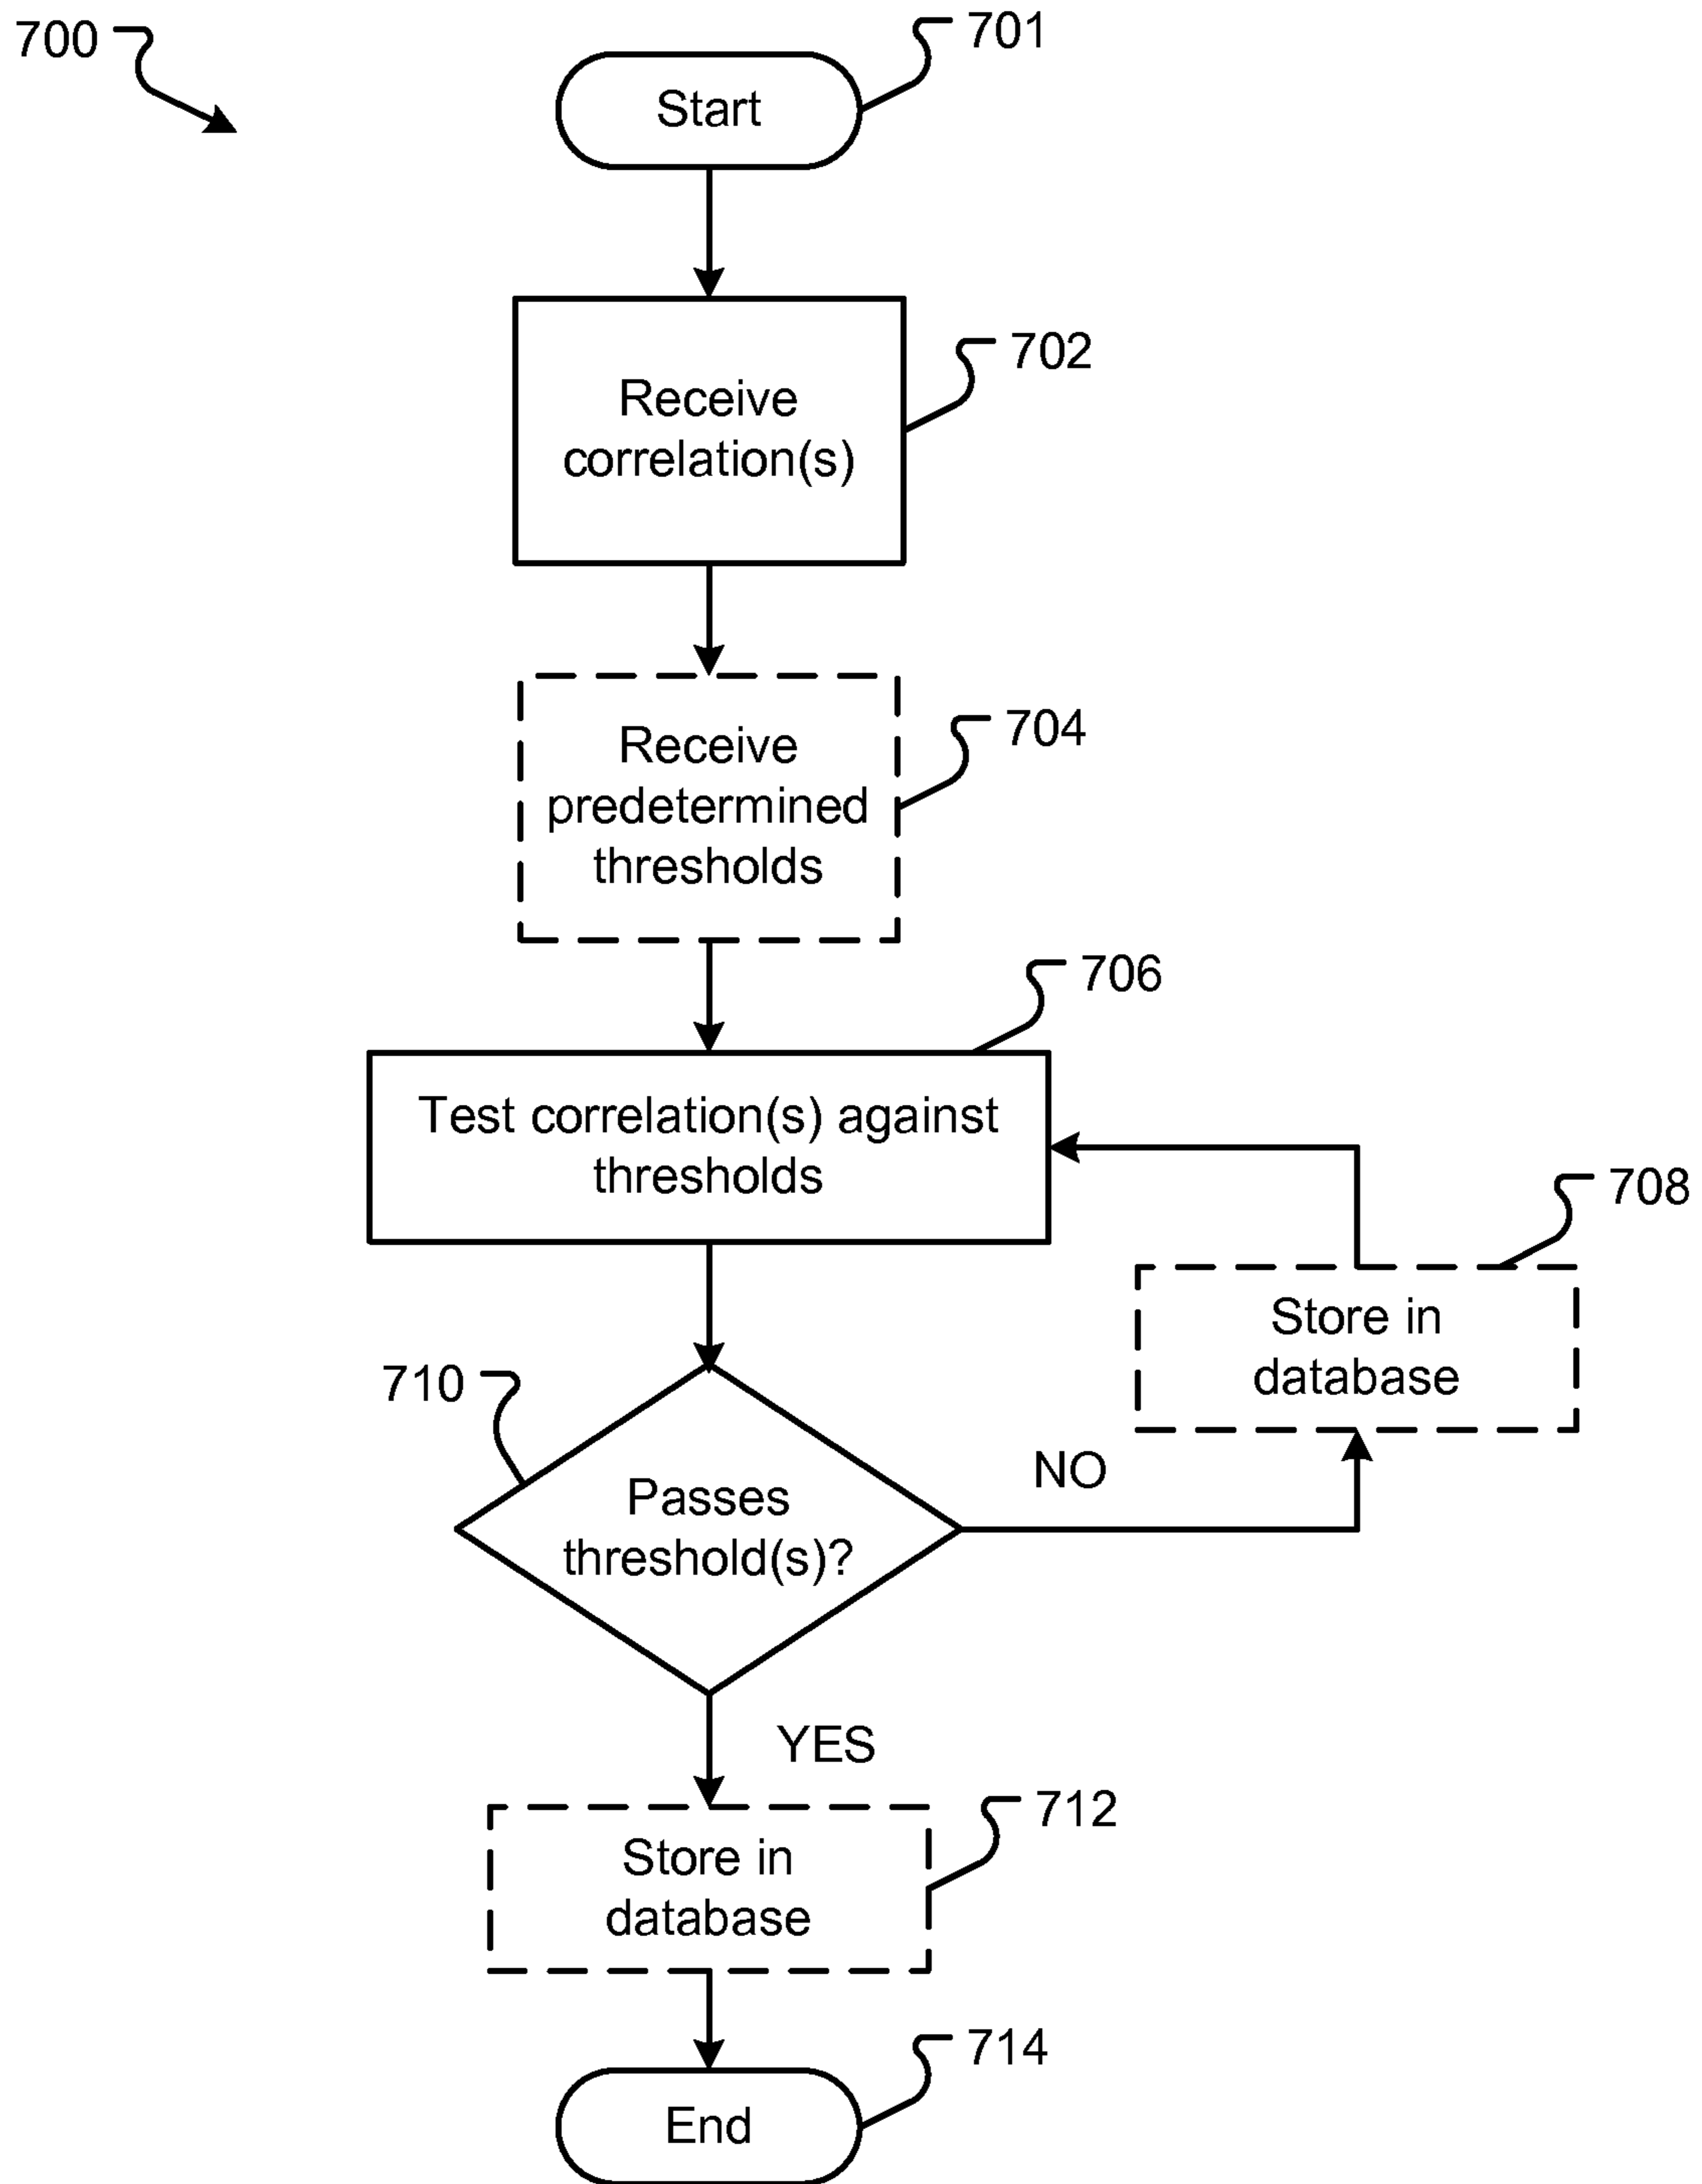 700
701
Start
702
Receive
correlation(s)
704
Receive
predetermined
thresholds
706
Test correlation(s) against
thresholds
708
Store in
database
710
Passes
threshold(s)?
NO
YES
712
Store in
database
714
End